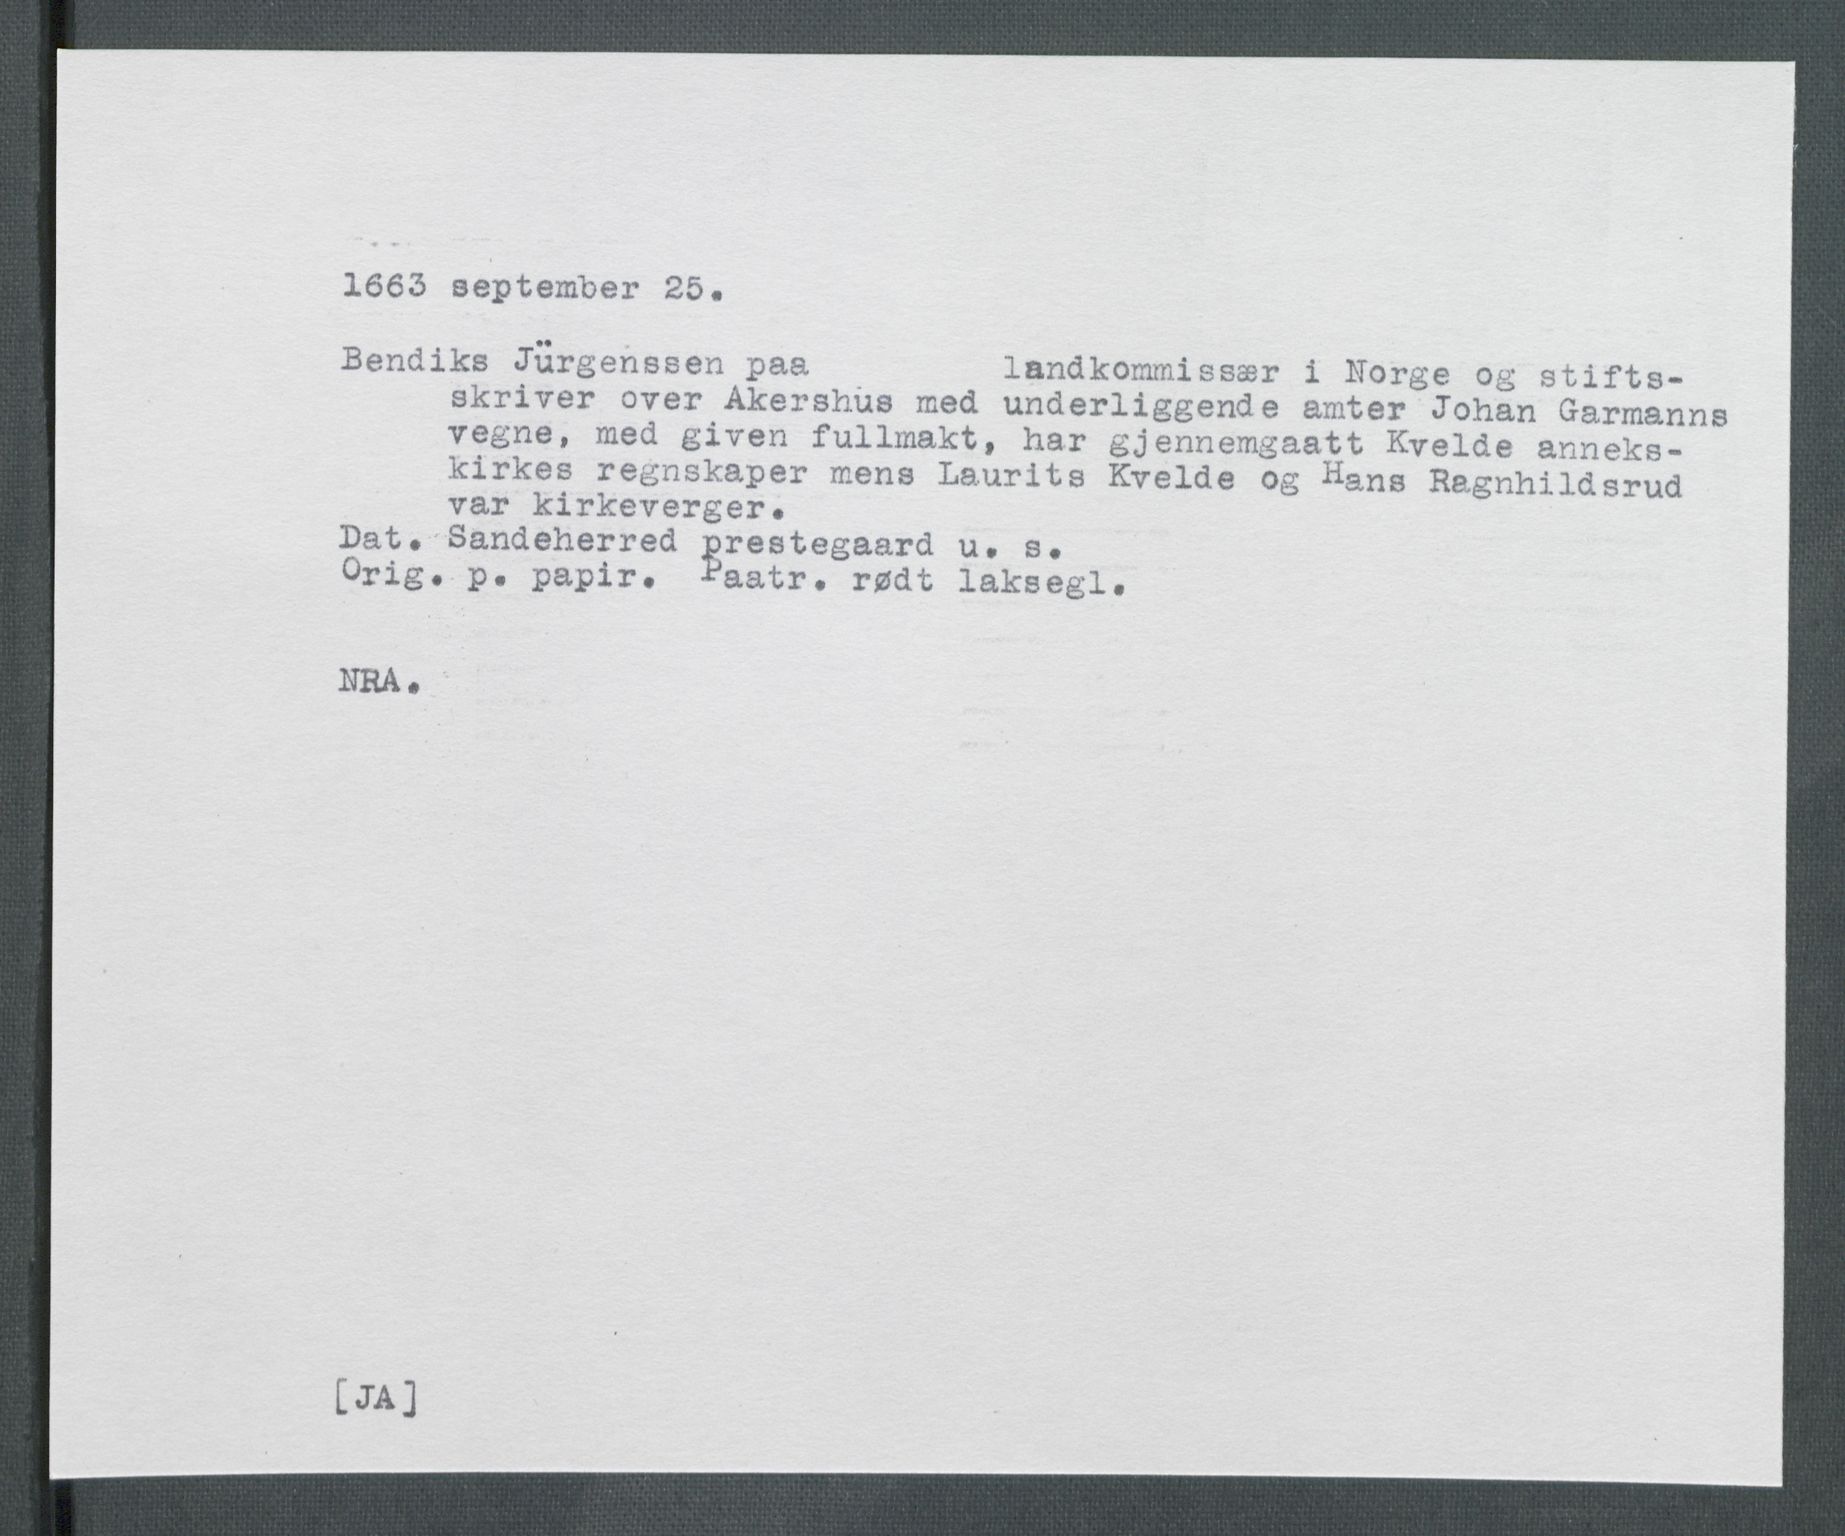 1663 september 25.
Bendiks Jürgenssen paa landkommissær i Norge og stifts-
skriver over Akershus med underliggende amter Johan Garmanns
vegne, med given fullmakt, har gjennemgaatt Kvelde anneks-
kirkes regnskaper mens Laurits Kvelde og Hans Ragnhildsrud
var kirkeverger.
Dat. Sandeherred prestegaard u. s.
Orig. p. papir. Paatr. rødt laksegl.
NRA.
[JA]